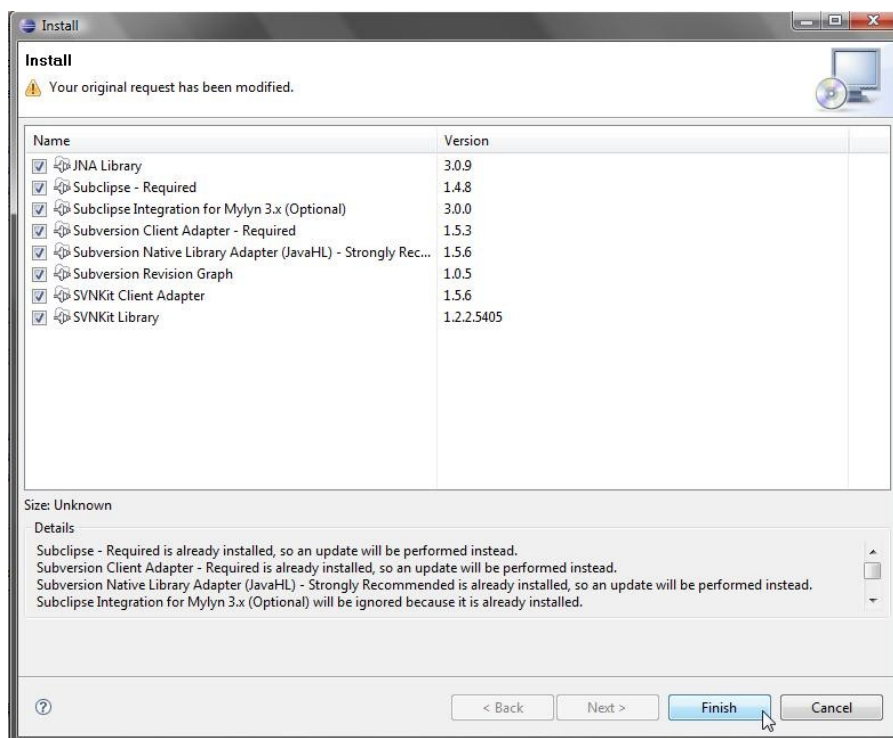 Install
Install
Your original request has been modified.
Name Version
JNA Library 3.0.9
Subclipse - Required 1.4.8
Subclipse Integration for Mylyn 3.x (Optional) 3.0.0
Subversion Client Adapter - Required 1.5.3
Subversion Native Library Adapter (JavaHL) - Strongly Rec... 1.5.6
Subversion Revision Graph 1.0.5
SVNKit Client Adapter 1.5.6
SVNKit Library 1.2.2.5405
Size: Unknown
Details
Subclipse - Required is already installed, so an update will be performed instead.
Subversion Client Adapter - Required is already installed, so an update will be performed instead.
Subversion Native Library Adapter (JavaHL) - Strongly Recommended is already installed, so an update will be performed instead.
Subclipse Integration for Mylyn 3.x (Optional) will be ignored because it is already installed.
? < Back Next > Finish Cancel